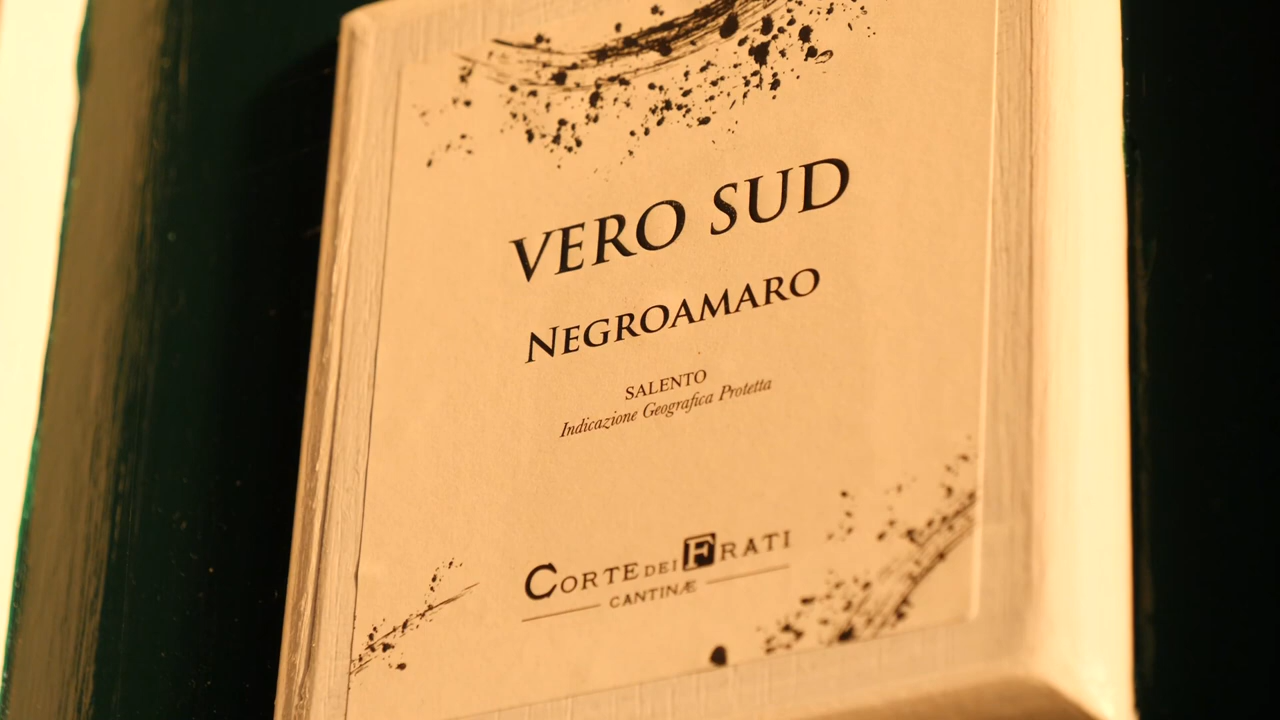 VERO SUD
NEGROAMARO
SALENTO
Indicazione Geografica Protetta
CORTE DEI FRATI
CANTINÆ